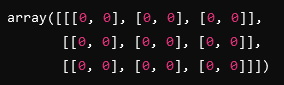 array([[[0, 0], [0, 0], [0, 0]],
       [[0, 0], [0, 0], [0, 0]],
       [[0, 0], [0, 0], [0, 0]]])